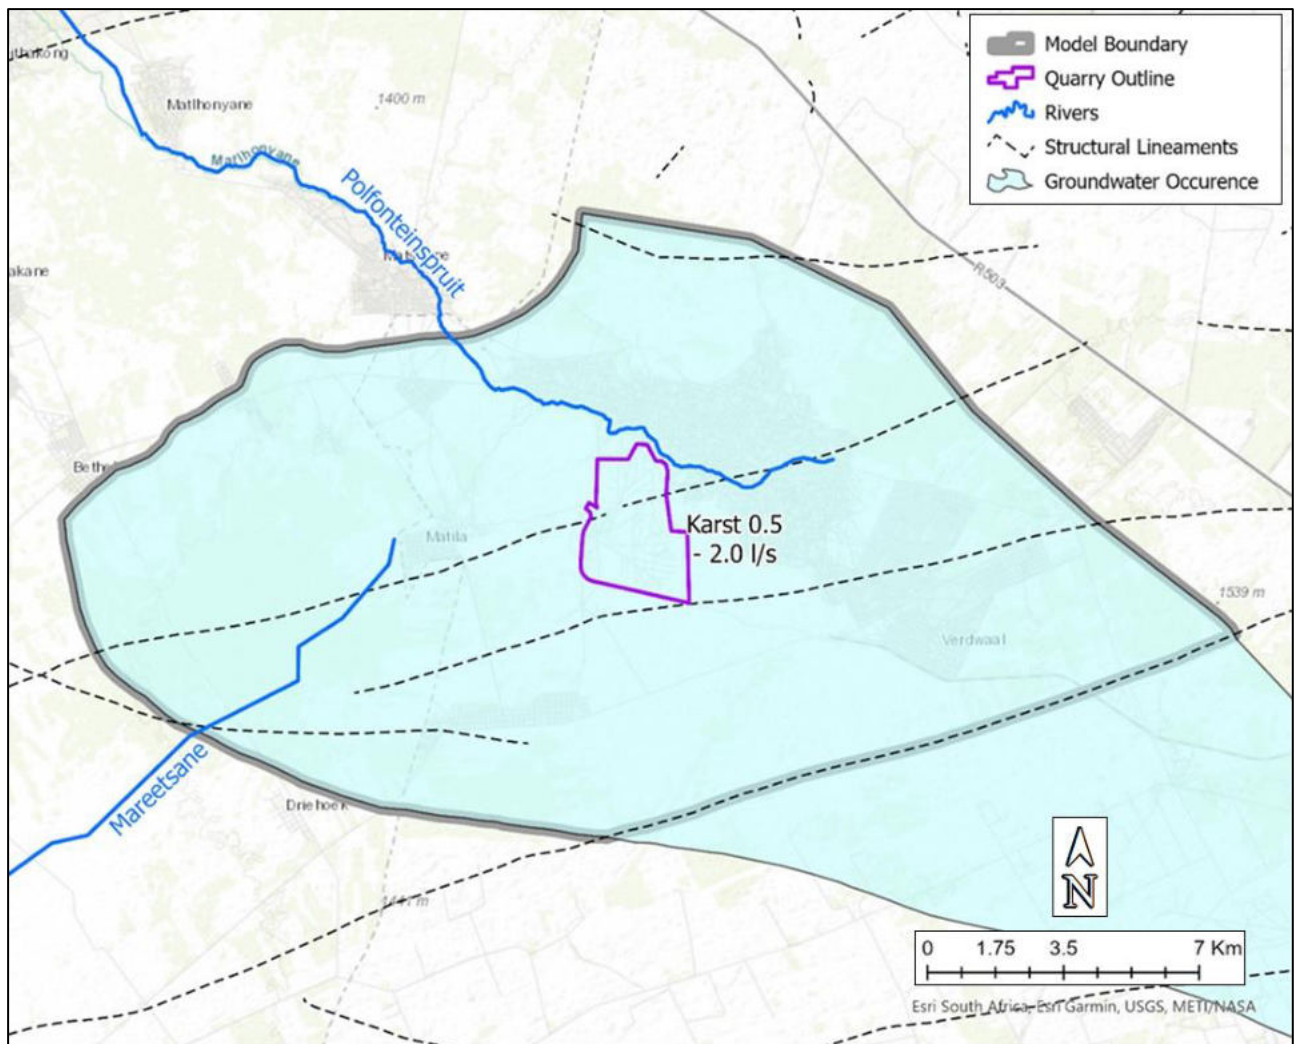 Model Boundary
Quarry Outline
Rivers
Structural Lineaments
Groundwater Occurence
Matlhonyane
1400 m
Matlhonyane
Polfonteinspruit
akane
R503
Matila
Karst 0.5
- 2.0 l/s
1539 m
Verdwaal
Mareetsane
Driehoek
N
0 1.75 3.5 7 Km
Esri South Africa, Esri Garmin, USGS, METI/NASA